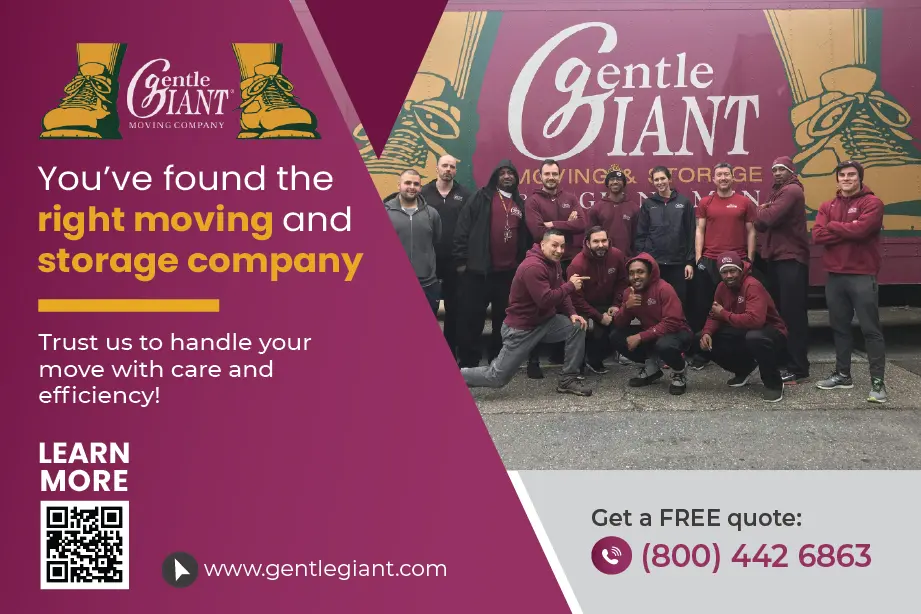 Gentle
GIANT®
MOVING COMPANY
You've found the
right moving and
storage company
Trust us to handle your
move with care and
efficiency!
LEARN
MORE
www.gentlegiant.com
Gentle
GIANT
MOVING & STORAGE
Get a FREE quote:
(800) 442 6863